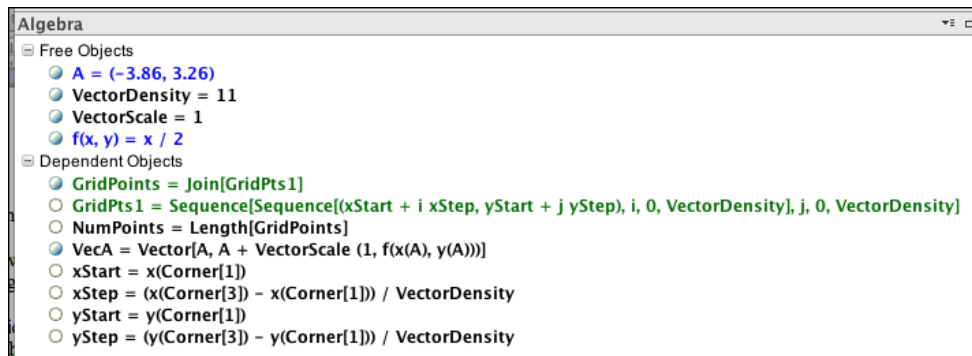 Algebra
Free Objects
A = (-3.86, 3.26)
VectorDensity = 11
VectorScale = 1
f(x, y) = x / 2
Dependent Objects
GridPoints = Join[GridPts1]
GridPts1 = Sequence[Sequence[(xStart + i xStep, yStart + j yStep), i, 0, VectorDensity], j, 0, VectorDensity]
NumPoints = Length[GridPoints]
VecA = Vector[A, A + VectorScale (1, f(x(A), y(A)))]
xStart = x(Corner[1])
xStep = (x(Corner[3]) - x(Corner[1])) / VectorDensity
yStart = y(Corner[1])
yStep = (y(Corner[3]) - y(Corner[1])) / VectorDensity